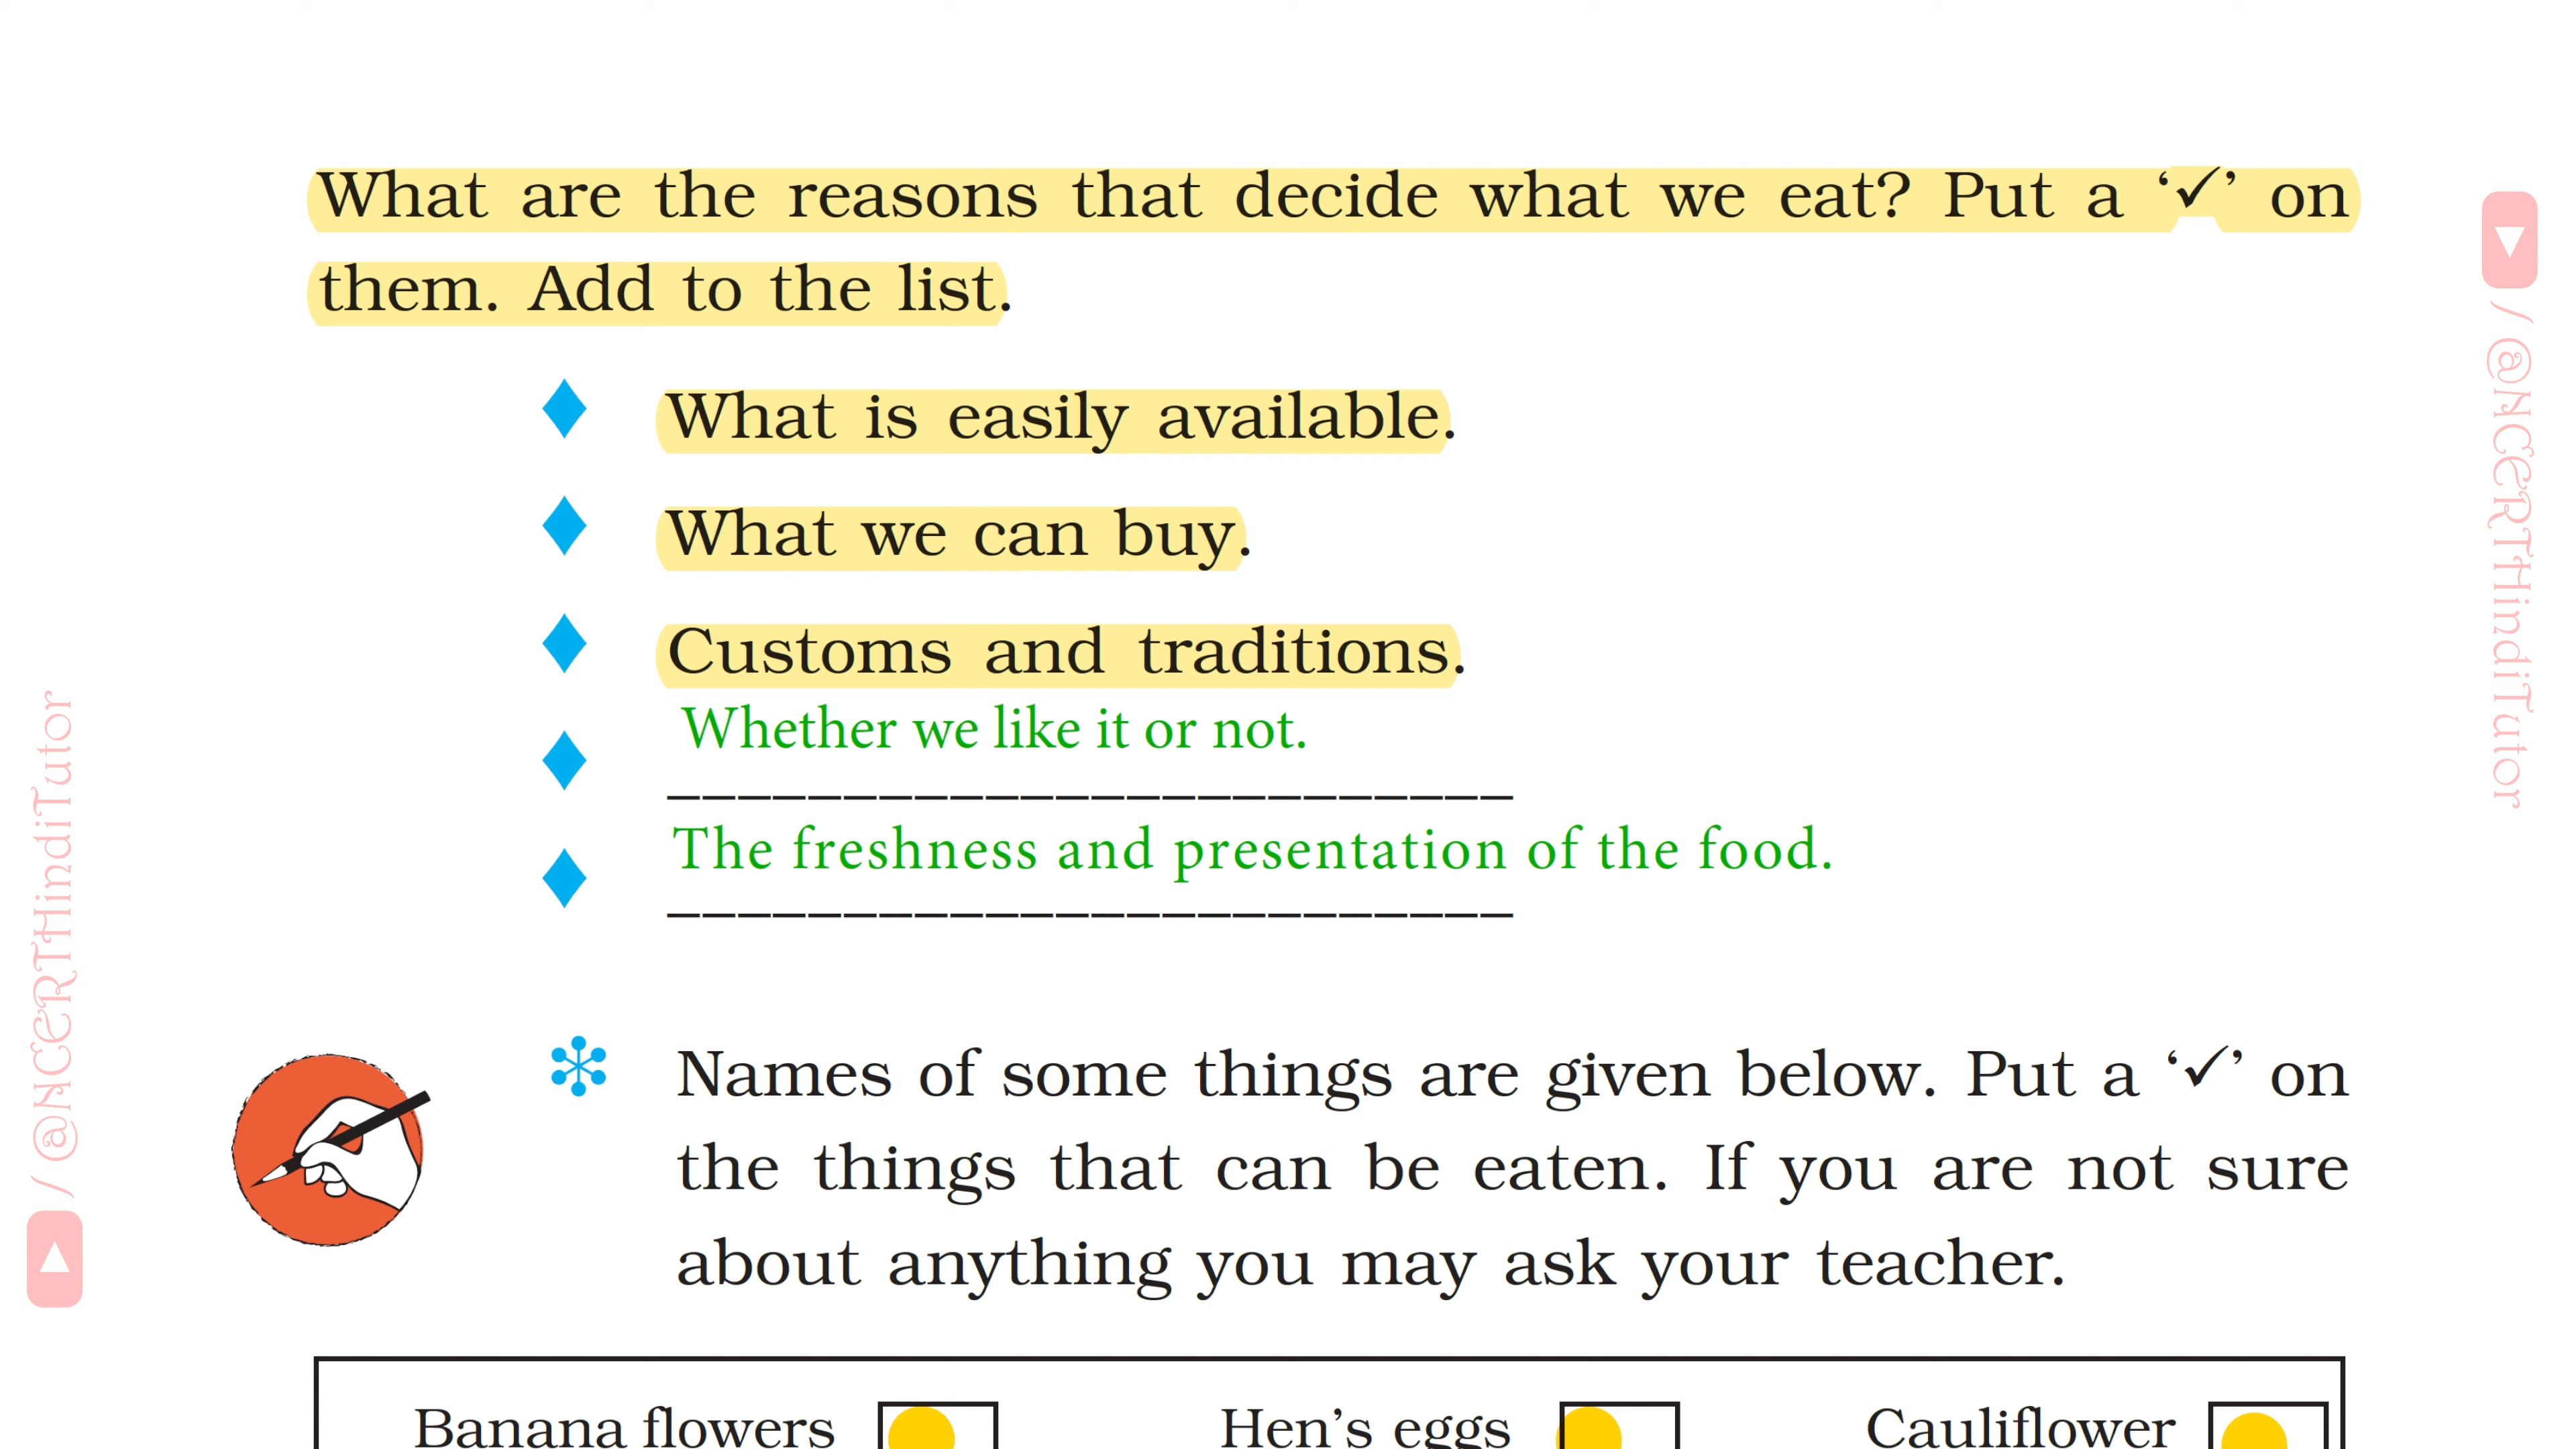 What are the reasons that decide what we eat? Put a ‘✓’ on
them. Add to the list.
What is easily available.
What we can buy.
Customs and traditions.
Whether we like it or not.
The freshness and presentation of the food.
Names of some things are given below. Put a ‘✓’ on
the things that can be eaten. If you are not sure
about anything you may ask your teacher.
Banana flowers Hen’s eggs Cauliflower
/ @NCERTHindiTutor
/ @NCERTHindiTutor